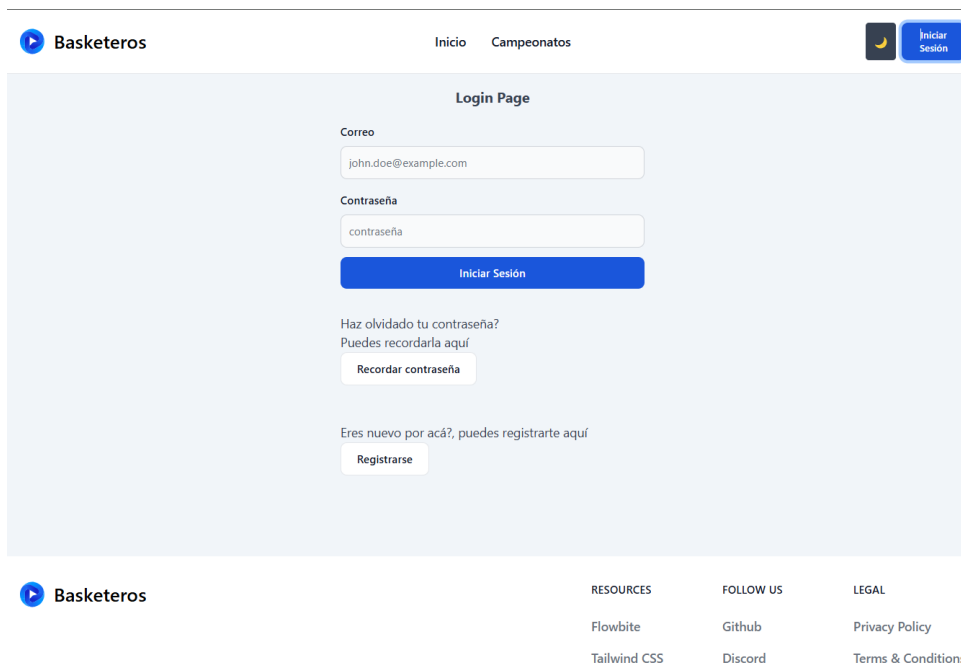 Basketeros
Inicio Campeonatos
Iniciar
Sesión
Login Page
Correo
john.doe@example.com
Contraseña
contraseña
Iniciar Sesión
Haz olvidado tu contraseña?
Puedes recordarla aquí
Recordar contraseña
Eres nuevo por acá?, puedes registrarte aquí
Registrarse
Basketeros
RESOURCES FOLLOW US LEGAL
Flowbite Github Privacy Policy
Tailwind CSS Discord Terms & Conditions